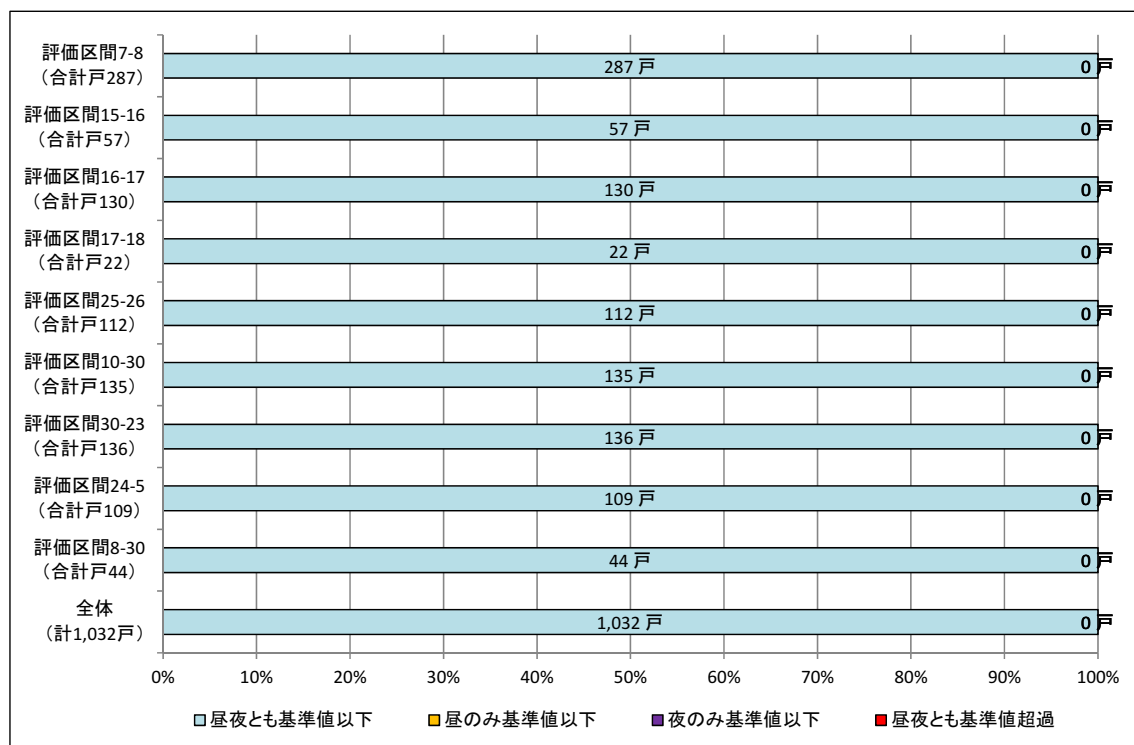 評価区間7-8
（合計戸287）
287 戸
0 戸
評価区間15-16
（合計戸57）
57 戸
0 戸
評価区間16-17
（合計戸130）
130 戸
0 戸
評価区間17-18
（合計戸22）
22 戸
0 戸
評価区間25-26
（合計戸112）
112 戸
0 戸
評価区間10-30
（合計戸135）
135 戸
0 戸
評価区間30-23
（合計戸136）
136 戸
0 戸
評価区間24-5
（合計戸109）
109 戸
0 戸
評価区間8-30
（合計戸44）
44 戸
0 戸
全体
（計1,032戸）
1,032 戸
0 戸
0% 10% 20% 30% 40% 50% 60% 70% 80% 90% 100%
昼夜とも基準値以下 昼のみ基準値以下 夜のみ基準値以下 昼夜とも基準値超過